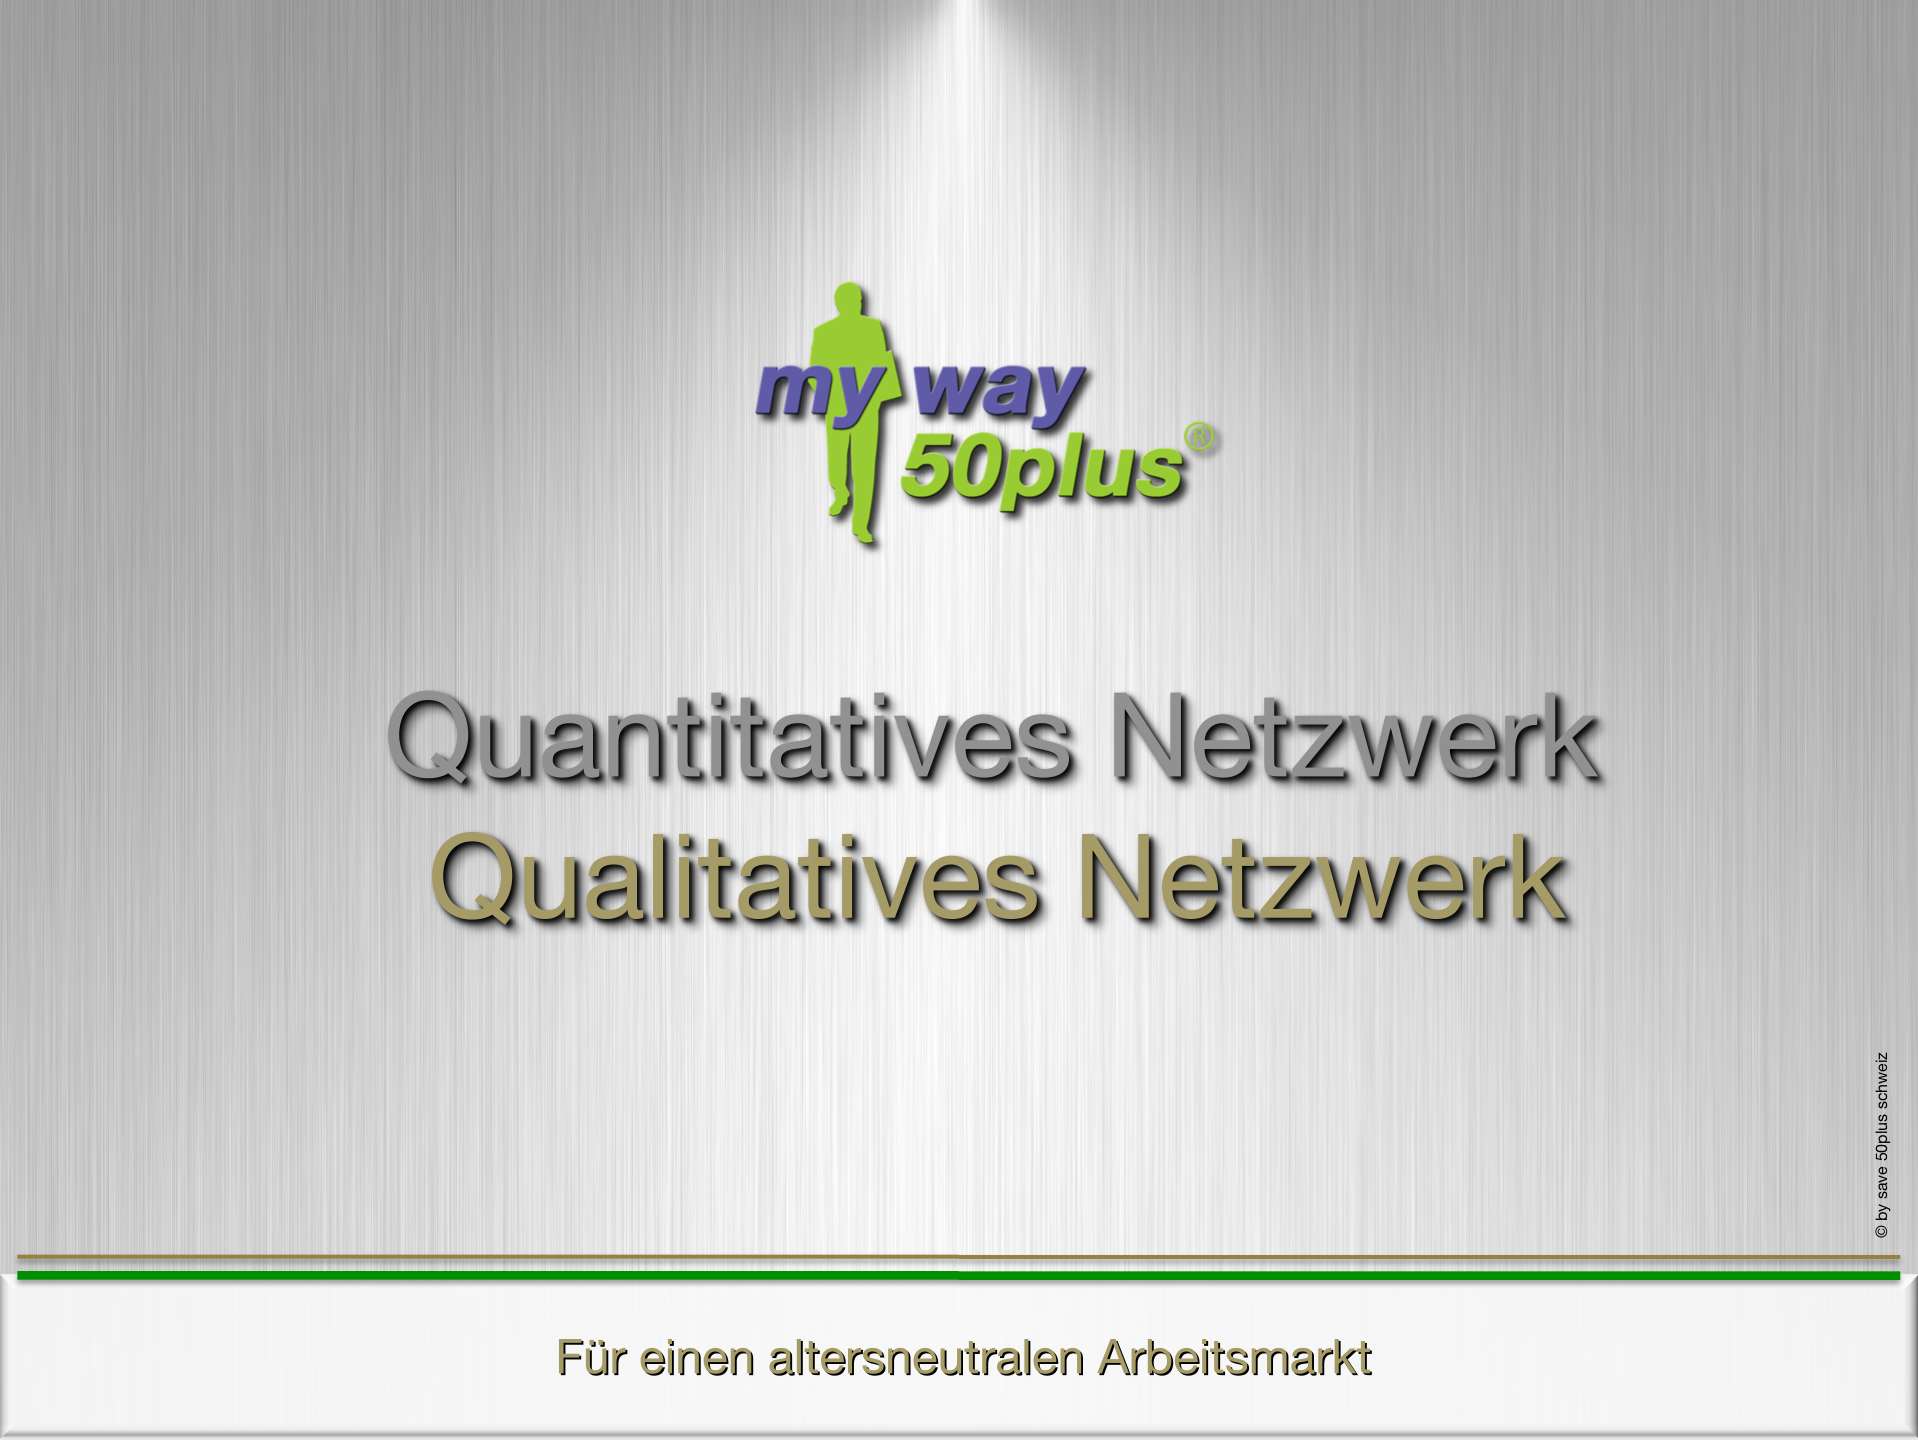 my way
50plus®
Quantitatives Netzwerk
Qualitatives Netzwerk
© by save 50plus schweiz
Für einen altersneutralen Arbeitsmarkt